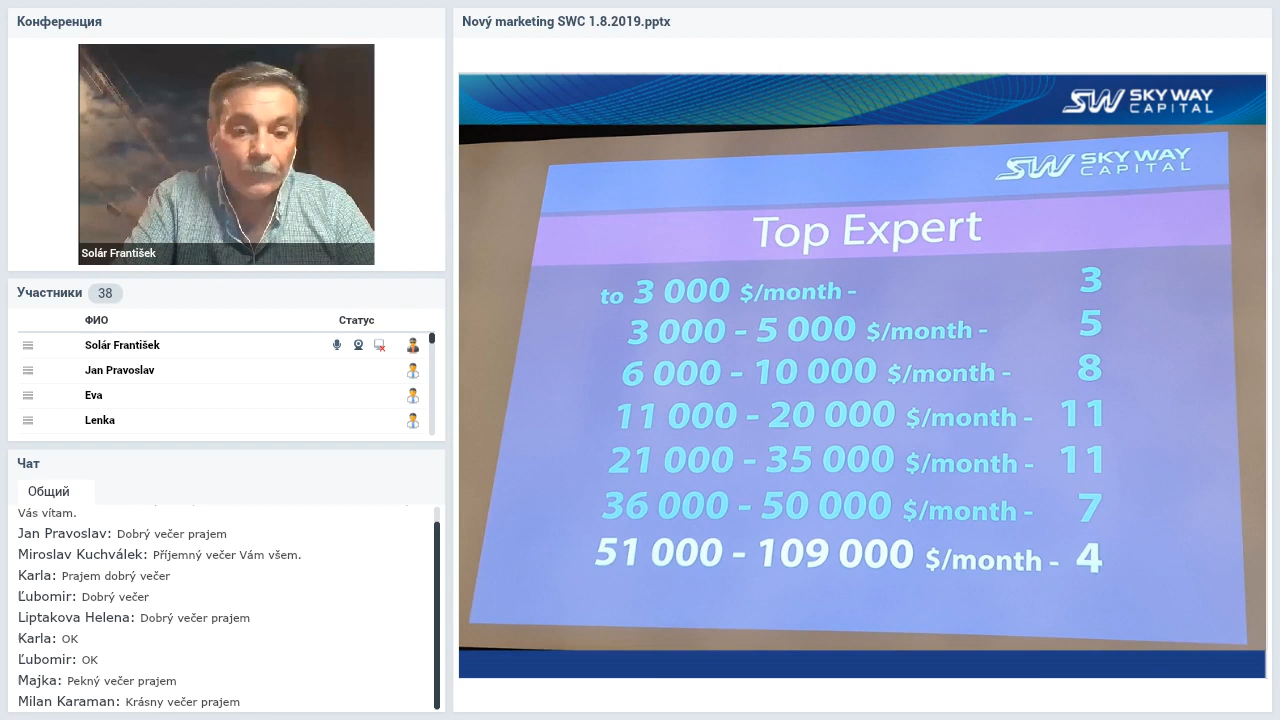 Конференция
Solár František
Участники 38
ФИО Статус
Solár František
Jan Pravoslav
Eva
Lenka
Чат
Общий
Vás vítam.
Jan Pravoslav: Dobrý večer prajem
Miroslav Kuchválek: Příjemný večer Vám všem.
Karla: Prajem dobrý večer
Ľubomir: Dobrý večer
Liptakova Helena: Dobrý večer prajem
Karla: OK
Ľubomir: OK
Majka: Pekný večer prajem
Milan Karaman: Krásny večer prajem
Nový marketing SWC 1.8.2019.pptx
SW SKY WAY
CAPITAL
SW SKY WAY
CAPITAL
Top Expert
to 3 000 $/month - 3
3 000 - 5 000 $/month - 5
6 000 - 10 000 $/month - 8
11 000 - 20 000 $/month - 11
21 000 - 35 000 $/month - 11
36 000 - 50 000 $/month - 7
51 000 - 109 000 $/month - 4